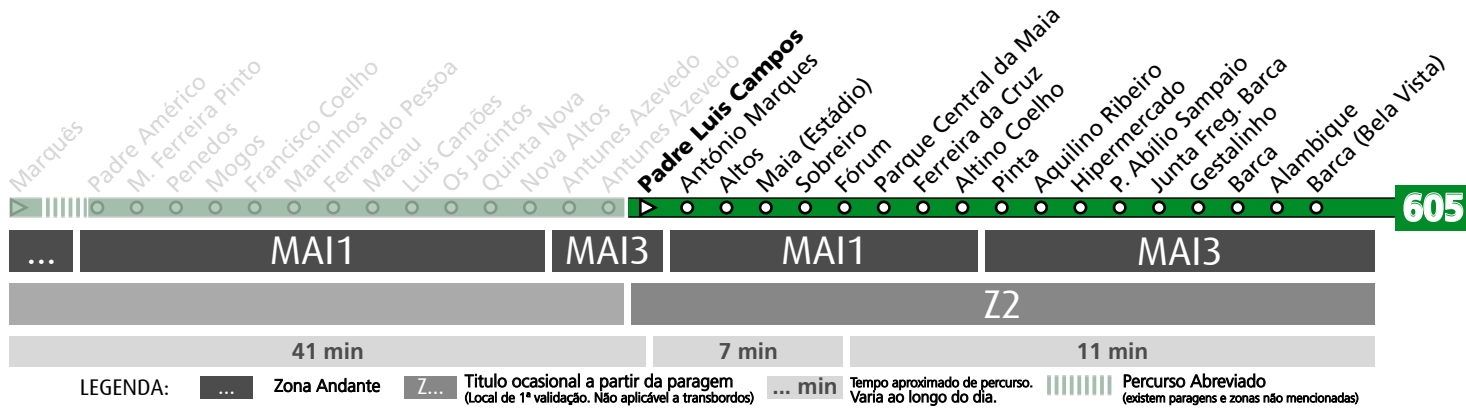 Marquês
Padre Américo
M. Ferreira Pinto
Penedos
Mogos
Francisco Coelho
Maninhos
Fernando Pessoa
Macau
Luis Camões
Os Jacintos
Quinta Nova
Nova Altos
Antunes Azevedo
Antunes Azevedo
Padre Luis Campos
António Marques
Altos
Maia (Estádio)
Sobreiro
Fórum
Parque Central da Maia
Ferreira da Cruz
Altino Coelho
Pinta
Aquilino Ribeiro
Hipermercado
P. Abílio Sampaio
Junta Freg. Barca
Gestalinho
Barca
Alambique
Barca (Bela Vista)
605
... MAI1 MAI3 MAI1 MAI3
Z2
41 min 7 min 11 min
LEGENDA:
... Zona Andante
Z... Titulo ocasional a partir da paragem
(Local de 1ª validação. Não aplicável a transbordos)
... min Tempo aproximado de percurso.
Varia ao longo do dia.
Percurso Abreviado
(existem paragens e zonas não mencionadas)